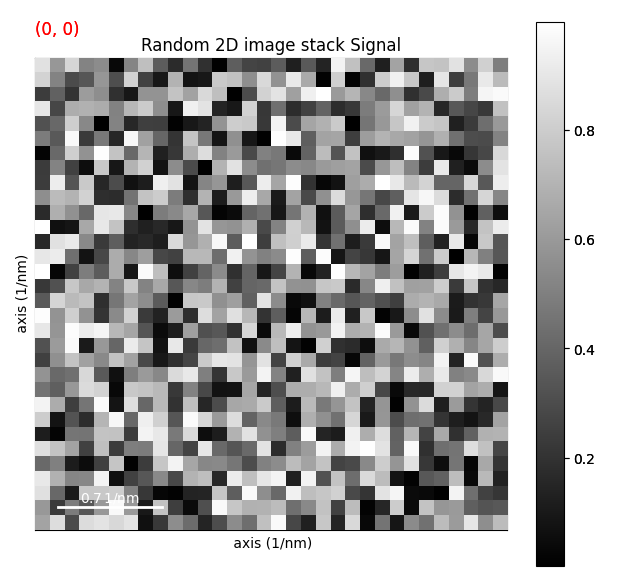 (0, 0)
Random 2D image stack Signal
0.8
0.6
0.4
0.2
axis (1/nm)
0.7 1/nm
axis (1/nm)